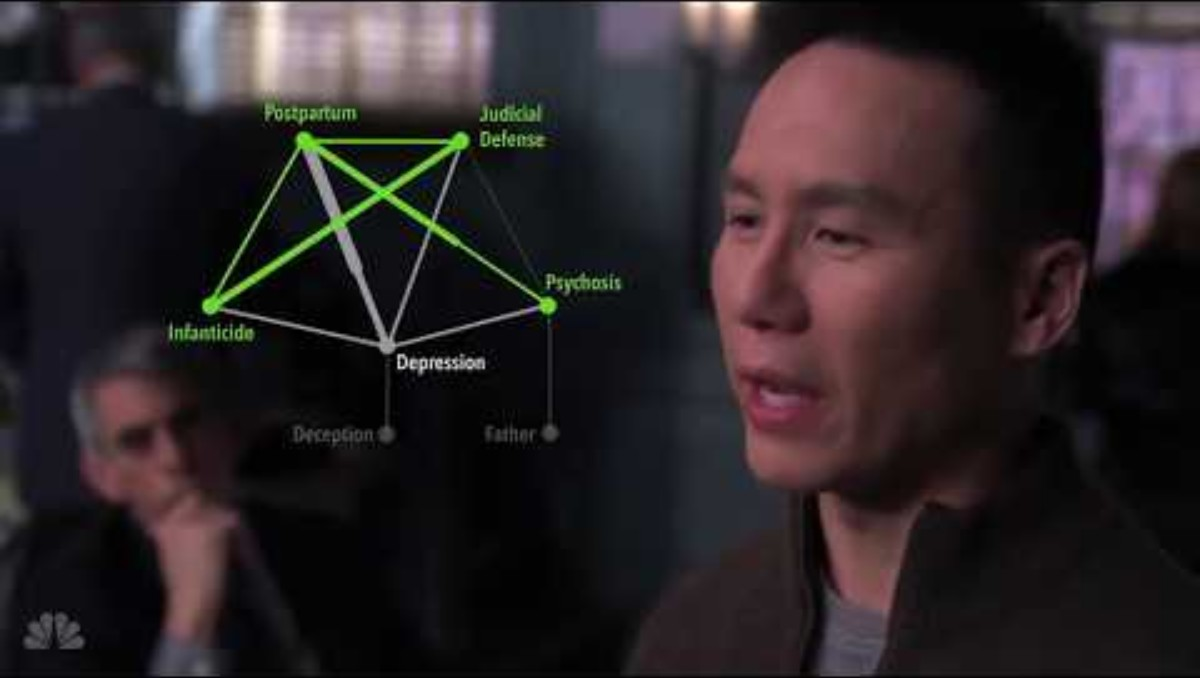 Postpartum
Judicial
Defense
Psychosis
Infanticide
Depression
Deception
Father